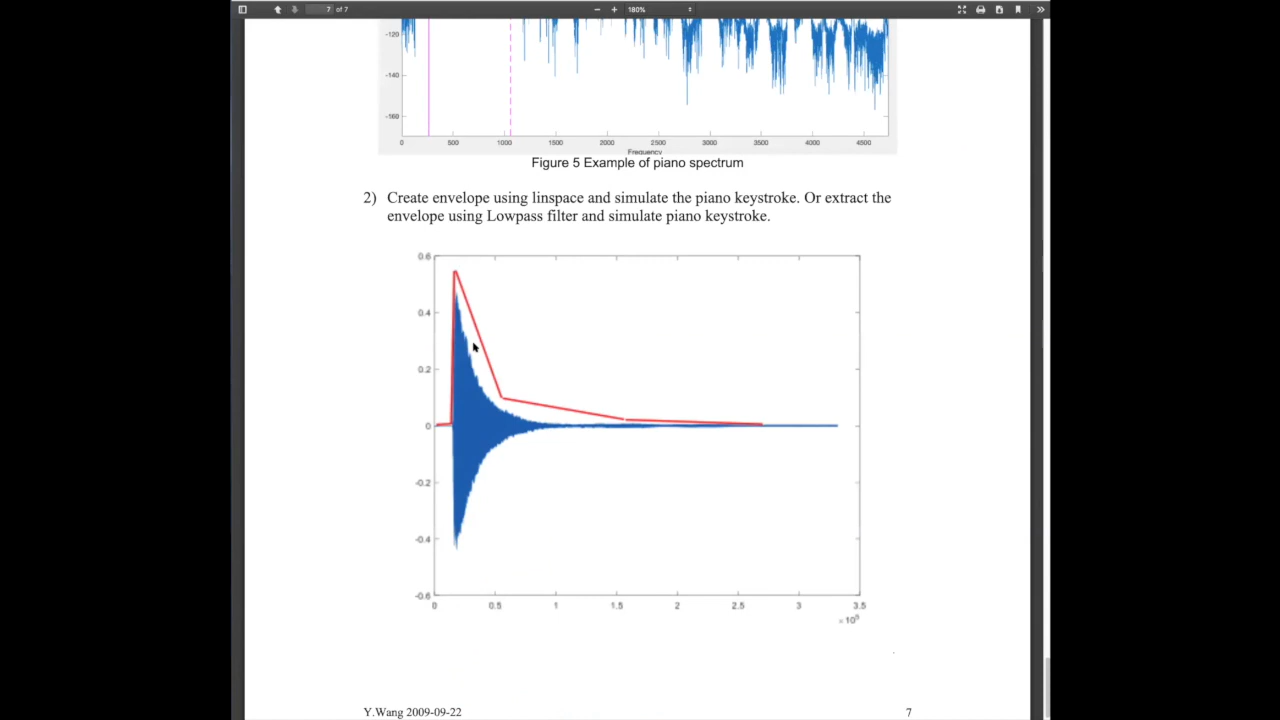 7 of 7
180%
-120
-140
-160
0 500 1000 1500 2000 2500 3000 3500 4000 4500
Frequency
Figure 5 Example of piano spectrum
2) Create envelope using linspace and simulate the piano keystroke. Or extract the
envelope using Lowpass filter and simulate piano keystroke.
0.6
0.4
0.2
0
-0.2
-0.4
-0.6
0 0.5 1 1.5 2 2.5 3 3.5
× 10⁵
Y.Wang 2009-09-22 7